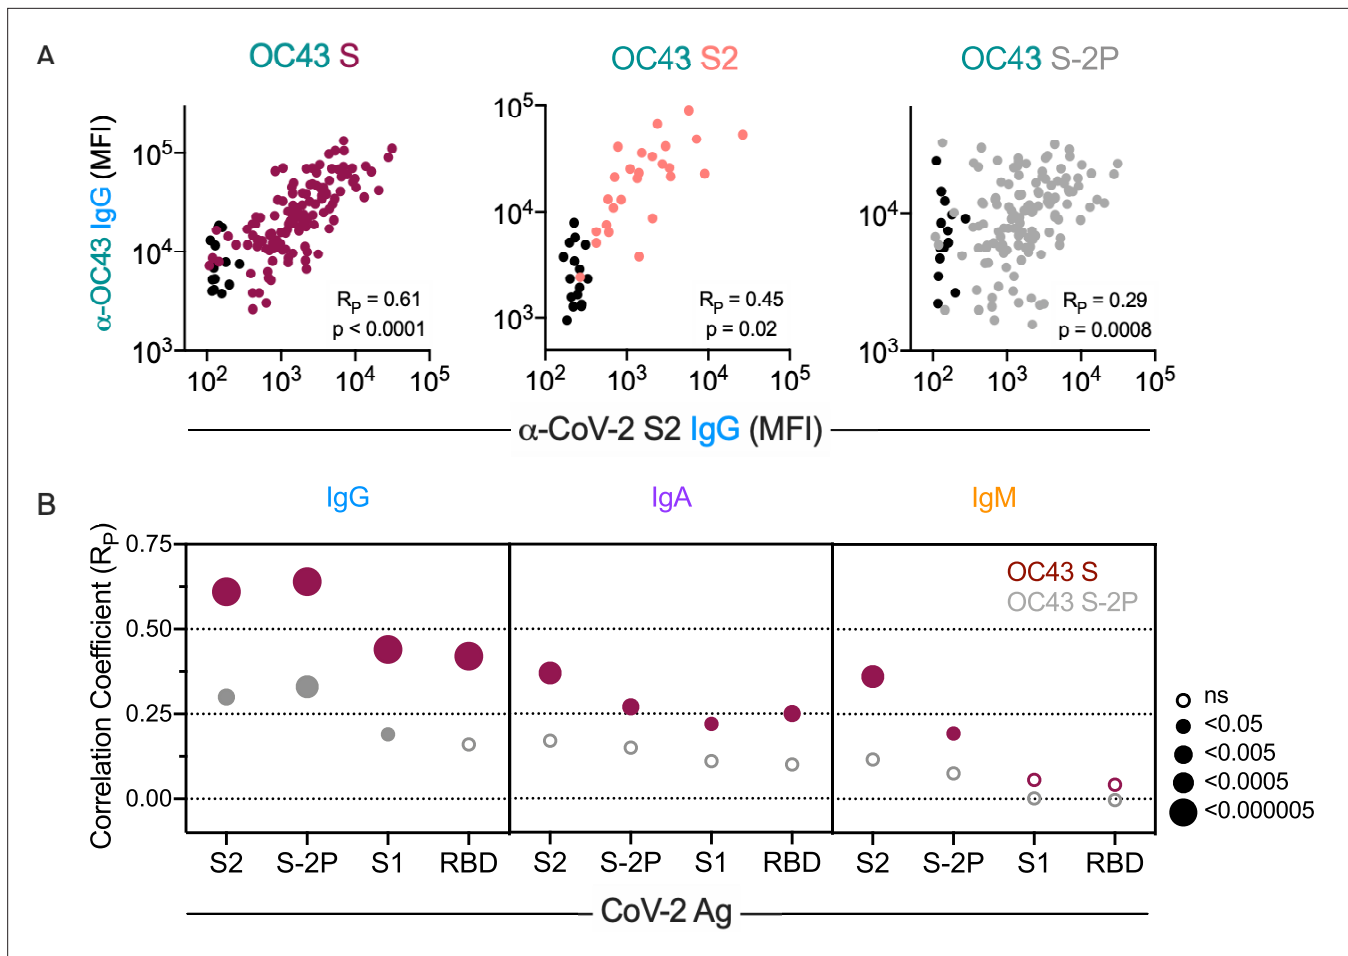 A
OC43 S
OC43 S2
OC43 S-2P
α-OC43 IgG (MFI)
10^5
10^4
10^3
10^2 10^3 10^4 10^5
R_P = 0.61
p < 0.0001
10^5
10^4
10^3
10^2 10^3 10^4 10^5
R_P = 0.45
p = 0.02
10^4
10^3
10^2 10^3 10^4 10^5
R_P = 0.29
p = 0.0008
α-CoV-2 S2 IgG (MFI)
B
IgG
IgA
IgM
Correlation Coefficient (R_P)
0.75
0.50
0.25
0.00
OC43 S
OC43 S-2P
ns
<0.05
<0.005
<0.0005
<0.000005
S2 S-2P S1 RBD S2 S-2P S1 RBD S2 S-2P S1 RBD
CoV-2 Ag